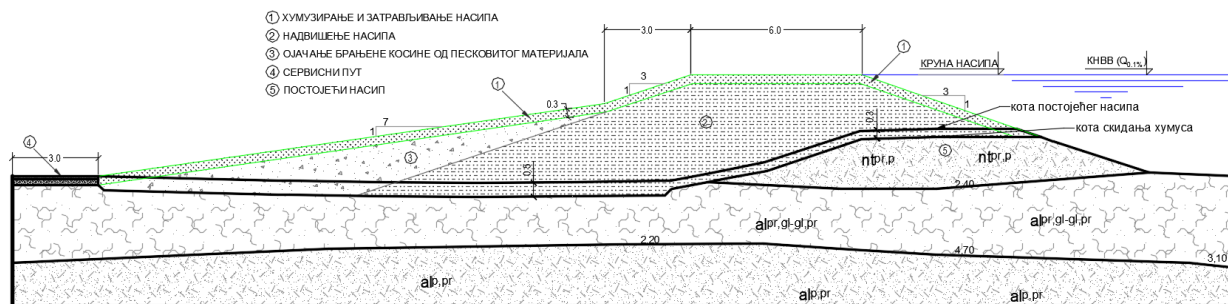 ① ХУМУЗИРАЊЕ И ЗАТРАВЉИВАЊЕ НАСИПА
② НАДВИШЕЊЕ НАСИПА
③ ОЈАЧАЊЕ БРАЊЕНЕ КОСИНЕ ОД ПЕСКОВИТОГ МАТЕРИЈАЛА
④ СЕРВИСНИ ПУТ
⑤ ПОСТОЈЕЋИ НАСИП
3.0
6.0
①
КРУНА НАСИПА
КНВВ (Q0.1%)
3
1
①
3
1
0.3
7
1
②
0.3
кота постојећег насипа
кота скидања хумуса
④
3.0
③
0.5
⑤
ntpr,p
ntpr,p
2,40
alpr,gl-gl,pr
alpr,gl-gl,pr
2,20
4,70
3,10
alp,pr
alp,pr
alp,pr